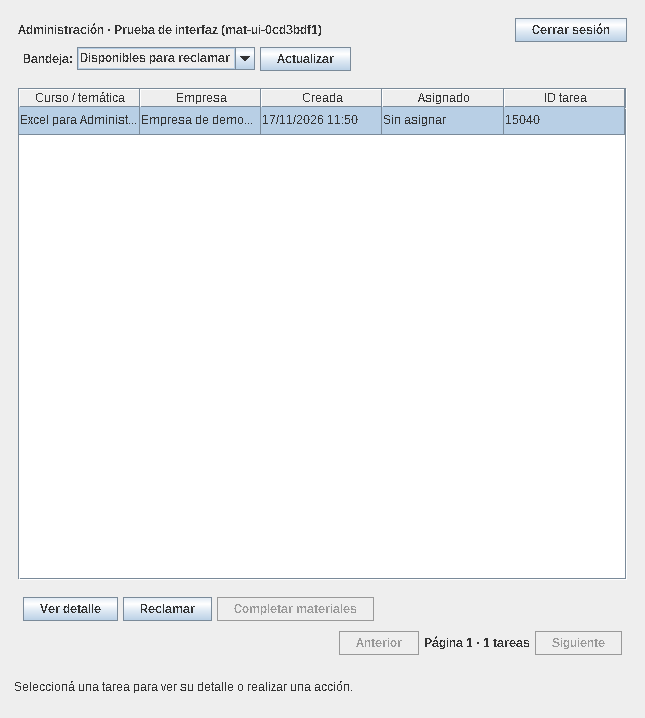 Administración · Prueba de interfaz (mat-ui-0cd3bdf1)
Cerrar sesión
Bandeja: Disponibles para reclamar Actualizar
Curso / temática Empresa Creada Asignado ID tarea
Excel para Administ... Empresa de demo... 17/11/2026 11:50 Sin asignar 15040
Ver detalle Reclamar Completar materiales
Anterior Página 1 · 1 tareas Siguiente
Seleccioná una tarea para ver su detalle o realizar una acción.